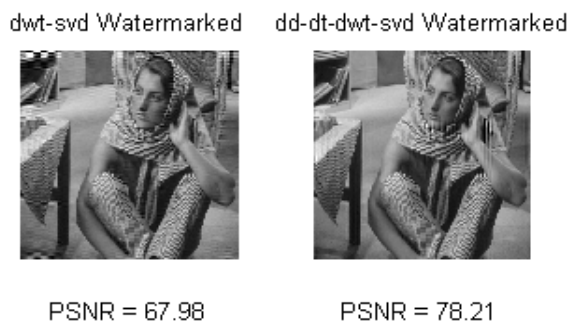 dwt-svd Watermarked
dd-dt-dwt-svd Watermarked
PSNR = 67.98
PSNR = 78.21